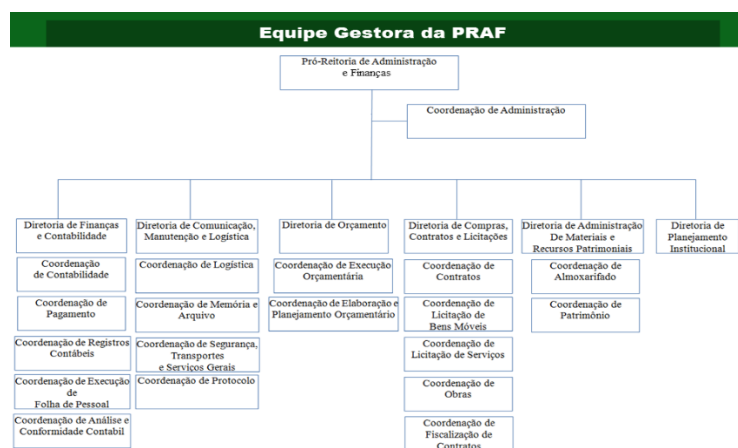 Equipe Gestora da PRAF
Pró-Reitoria de Administração
e Finanças
Coordenação de Administração
Diretoria de Finanças
e Contabilidade
Coordenação
de Contabilidade
Coordenação de
Pagamento
Coordenação de Registros
Contábeis
Coordenação de Execução
de
Folha de Pessoal
Coordenação de Análise e
Conformidade Contabil
Diretoria de Comunicação,
Manutenção e Logística
Coordenação de Logística
Coordenação de Memória e
Arquivo
Coordenação de Segurança,
Transportes
e Serviços Gerais
Coordenação de Protocolo
Diretoria de Orçamento
Coordenação de Execução
Orçamentária
Coordenação de Elaboração e
Planejamento Orçamentário
Diretoria de Compras,
Contratos e Licitações
Coordenação de
Contratos
Coordenação de
Licitação de
Bens Móveis
Coordenação de
Licitação de Serviços
Coordenação de
Obras
Coordenação de
Fiscalização de
Contratos
Diretoria de Administração
De Materiais e
Recursos Patrimoniais
Coordenação de
Almoxarifado
Coordenação de
Patrimônio
Diretoria de
Planejamento
Institucional